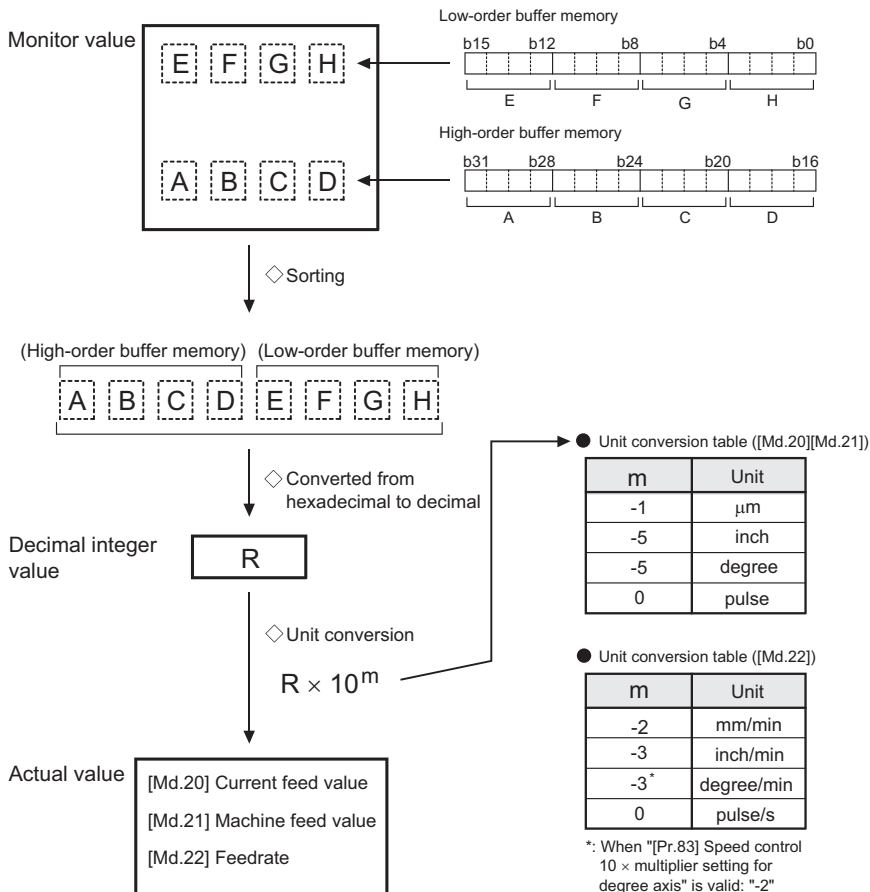 Monitor value
E F G H
A B C D
Low-order buffer memory
b15 b12 b8 b4 b0
E F G H
High-order buffer memory
b31 b28 b24 b20 b16
A B C D
◇ Sorting
(High-order buffer memory) (Low-order buffer memory)
A B C D E F G H
◇ Converted from
hexadecimal to decimal
Decimal integer
value
R
◇ Unit conversion
R × 10^m
Actual value
[Md.20] Current feed value
[Md.21] Machine feed value
[Md.22] Feedrate
● Unit conversion table ([Md.20][Md.21])
m Unit
-1 μm
-5 inch
-5 degree
0 pulse
● Unit conversion table ([Md.22])
m Unit
-2 mm/min
-3 inch/min
-3* degree/min
0 pulse/s
*: When "[Pr.83] Speed control
10 × multiplier setting for
degree axis" is valid: "-2"